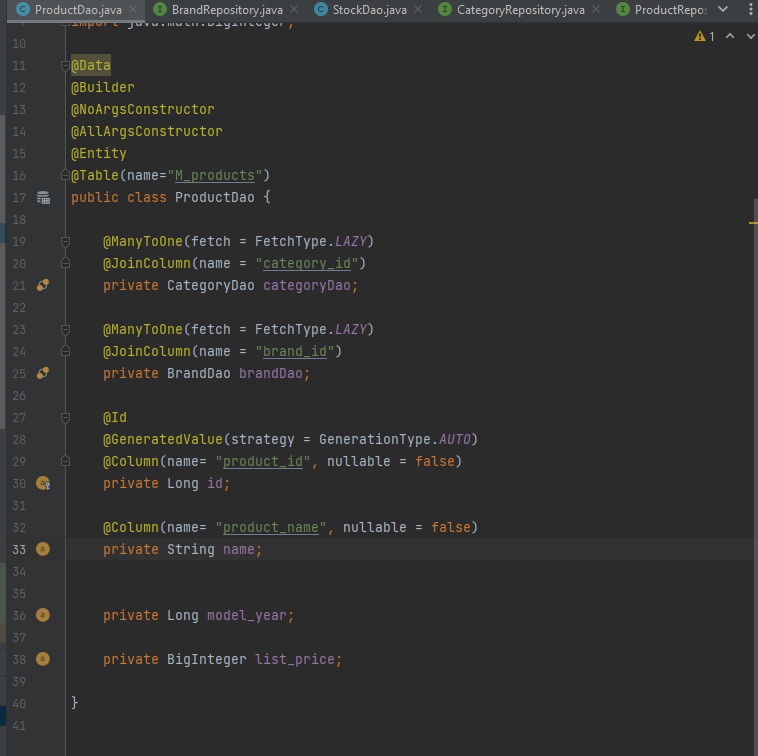 ProductDao.java BrandRepository.java StockDao.java CategoryRepository.java ProductRepos
import java.math.BigInteger;
1
10
11 @Data
12 @Builder
13 @NoArgsConstructor
14 @AllArgsConstructor
15 @Entity
16 @Table(name="M_products")
17 public class ProductDao {
18
19 @ManyToOne(fetch = FetchType.LAZY)
20 @JoinColumn(name = "category_id")
21 private CategoryDao categoryDao;
22
23 @ManyToOne(fetch = FetchType.LAZY)
24 @JoinColumn(name = "brand_id")
25 private BrandDao brandDao;
26
27 @Id
28 @GeneratedValue(strategy = GenerationType.AUTO)
29 @Column(name= "product_id", nullable = false)
30 private Long id;
31
32 @Column(name= "product_name", nullable = false)
33 private String name;
34
35
36 private Long model_year;
37
38 private BigInteger list_price;
39
40 }
41